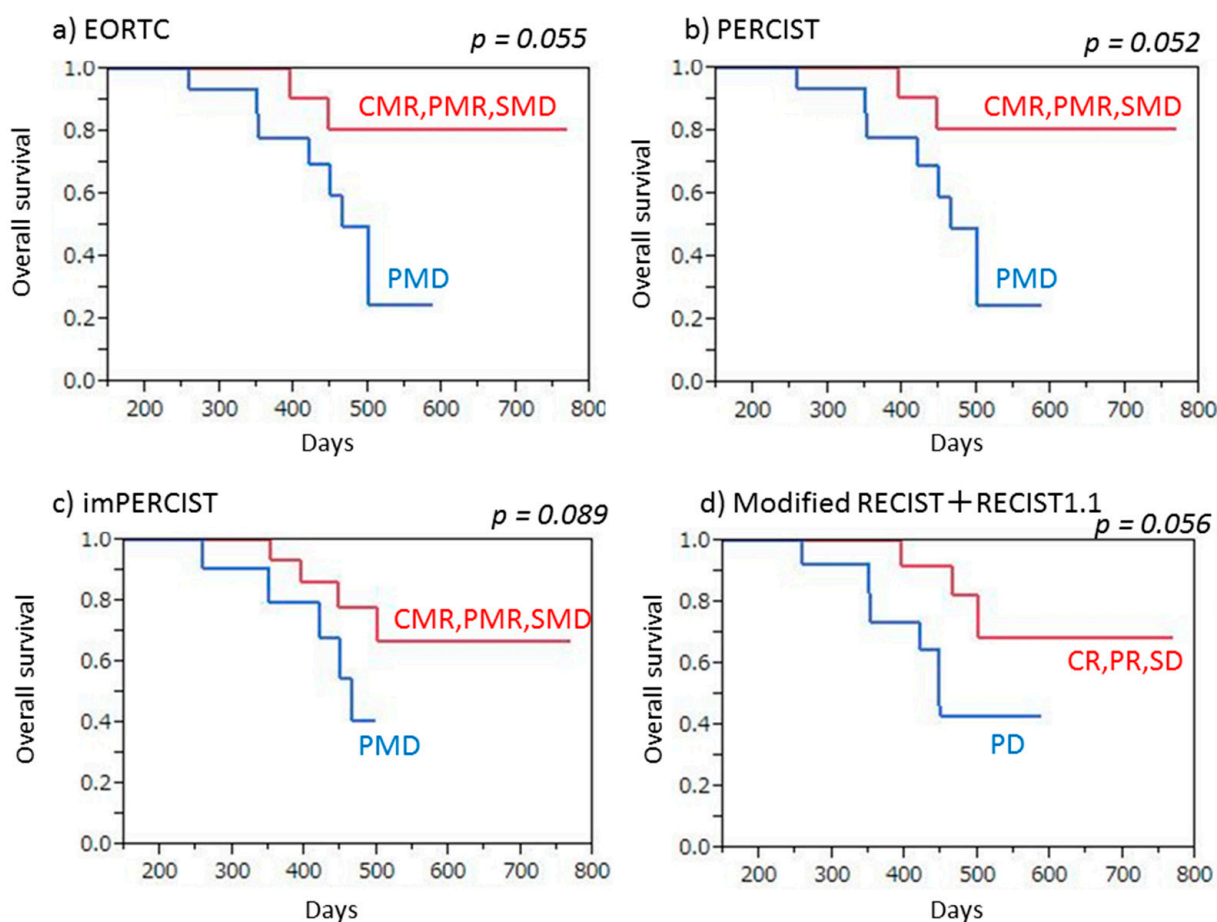 a) EORTC
p = 0.055
1.0
0.8
0.6
0.4
0.2
0.0
Overall survival
CMR,PMR,SMD
PMD
200 300 400 500 600 700 800
Days
b) PERCIST
p = 0.052
1.0
0.8
0.6
0.4
0.2
0.0
Overall survival
CMR,PMR,SMD
PMD
200 300 400 500 600 700 800
Days
c) imPERCIST
p = 0.089
1.0
0.8
0.6
0.4
0.2
0.0
Overall survival
CMR,PMR,SMD
PMD
200 300 400 500 600 700 800
Days
d) Modified RECIST+RECIST1.1
p = 0.056
1.0
0.8
0.6
0.4
0.2
0.0
Overall survival
CR,PR,SD
PD
200 300 400 500 600 700 800
Days